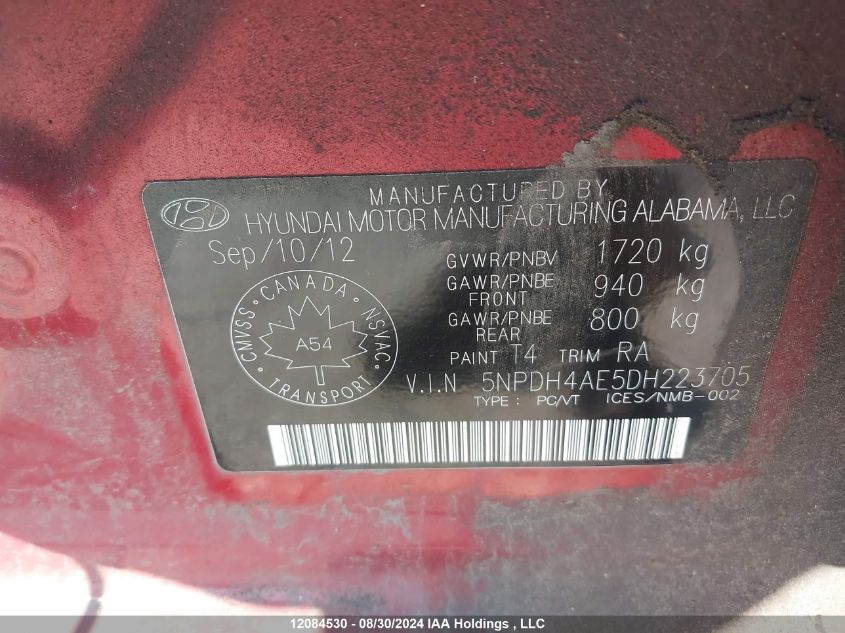 MANUFACTURED BY
HYUNDAI MOTOR MANUFACTURING ALABAMA, LLC
Sep/10/12
GVWR/PNBV 1720 kg
GAWR/PNBE FRONT 940 kg
GAWR/PNBE REAR 800 kg
PAINT T4 TRIM RA
V.I.N 5NPDH4AE5DH223705
TYPE : PC/VT ICES/NMB-002
CANADA
CMVSS · NSVAC
A54
TRANSPORT
12084530 - 08/30/2024 IAA Holdings , LLC